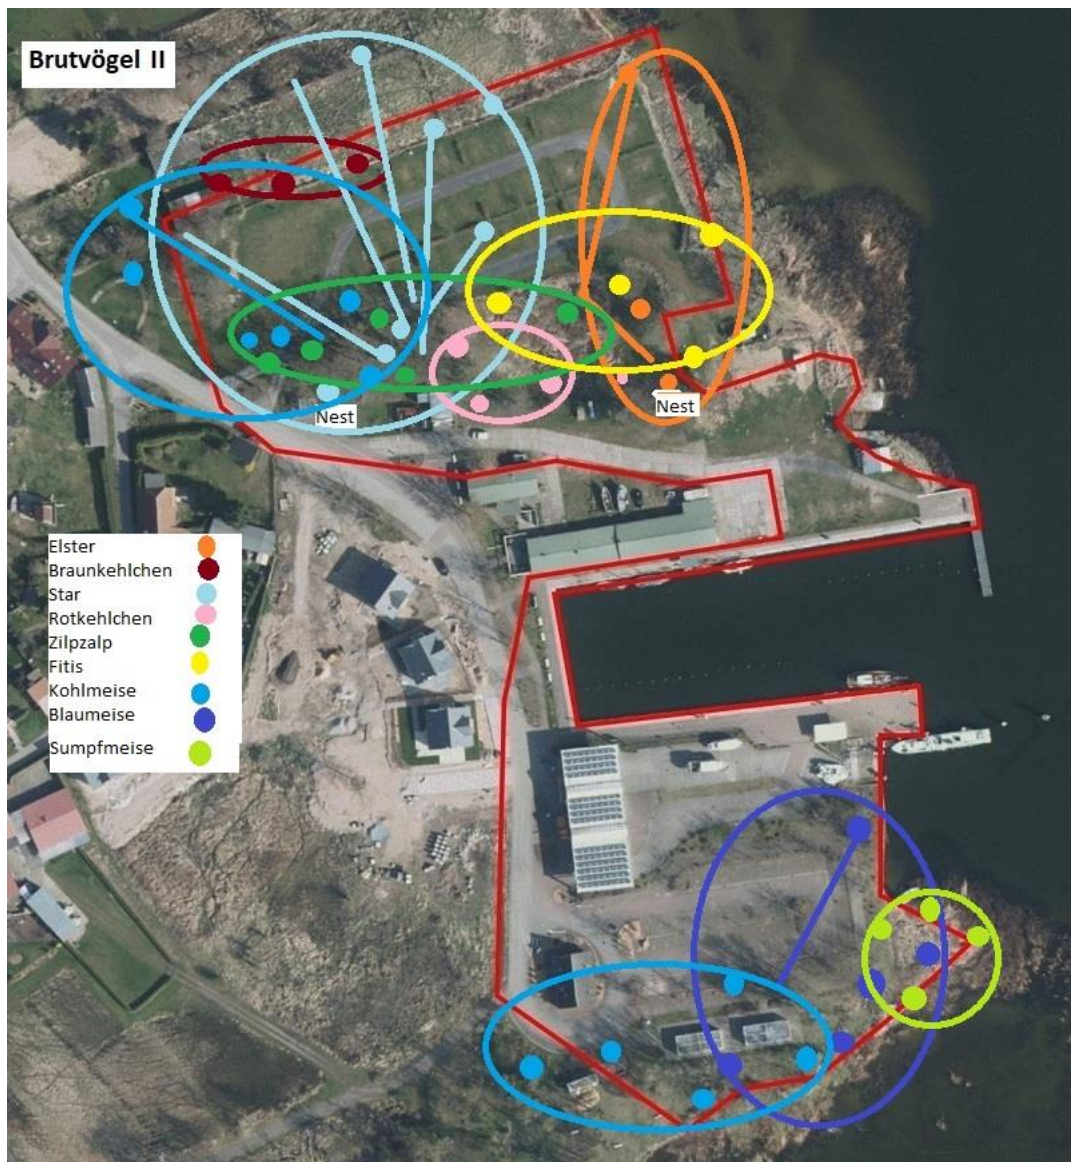 Brutvögel II
Nest
Nest
Elster
Braunkehlchen
Star
Rotkehlchen
Zilpzalp
Fitis
Kohlmeise
Blaumeise
Sumpfmeise